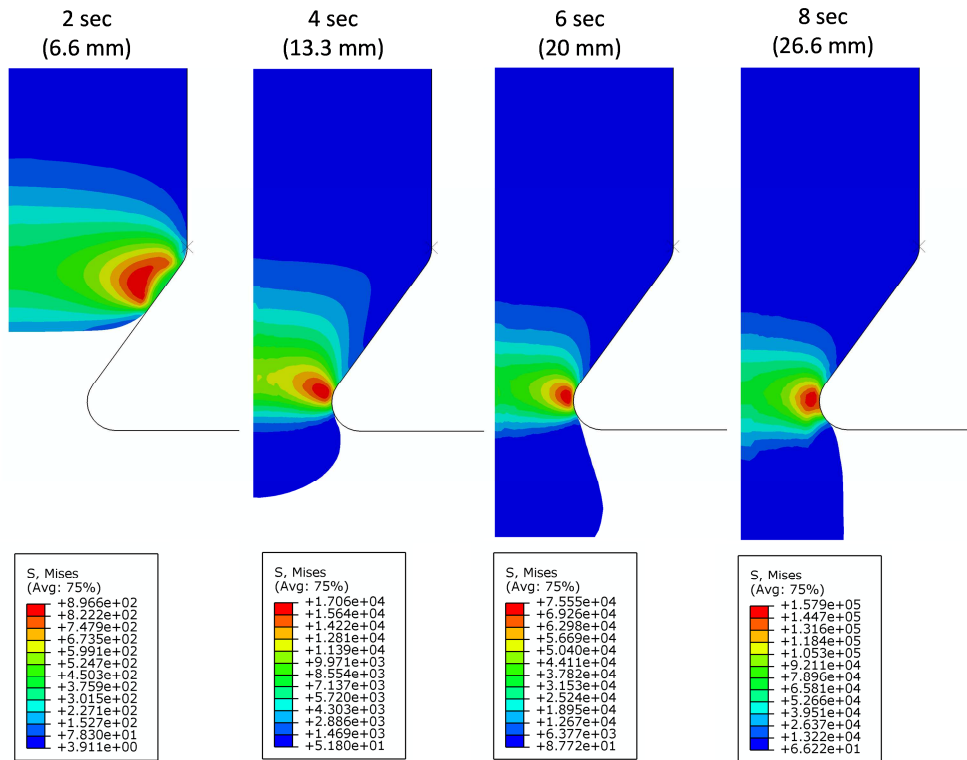 2 sec
(6.6 mm)
4 sec
(13.3 mm)
6 sec
(20 mm)
8 sec
(26.6 mm)
S, Mises
(Avg: 75%)
+8.966e+02
+8.222e+02
+7.479e+02
+6.735e+02
+5.991e+02
+5.247e+02
+4.503e+02
+3.759e+02
+3.015e+02
+2.271e+02
+1.527e+02
+7.830e+01
+3.911e+00
S, Mises
(Avg: 75%)
+1.706e+04
+1.564e+04
+1.422e+04
+1.281e+04
+1.139e+04
+9.971e+03
+8.554e+03
+7.137e+03
+5.720e+03
+4.303e+03
+2.886e+03
+1.469e+03
+5.180e+01
S, Mises
(Avg: 75%)
+7.555e+04
+6.926e+04
+6.298e+04
+5.669e+04
+5.040e+04
+4.411e+04
+3.782e+04
+3.153e+04
+2.524e+04
+1.895e+04
+1.267e+04
+6.377e+03
+8.772e+01
S, Mises
(Avg: 75%)
+1.579e+05
+1.447e+05
+1.316e+05
+1.184e+05
+1.053e+05
+9.211e+04
+7.896e+04
+6.581e+04
+5.266e+04
+3.951e+04
+2.637e+04
+1.322e+04
+6.622e+01